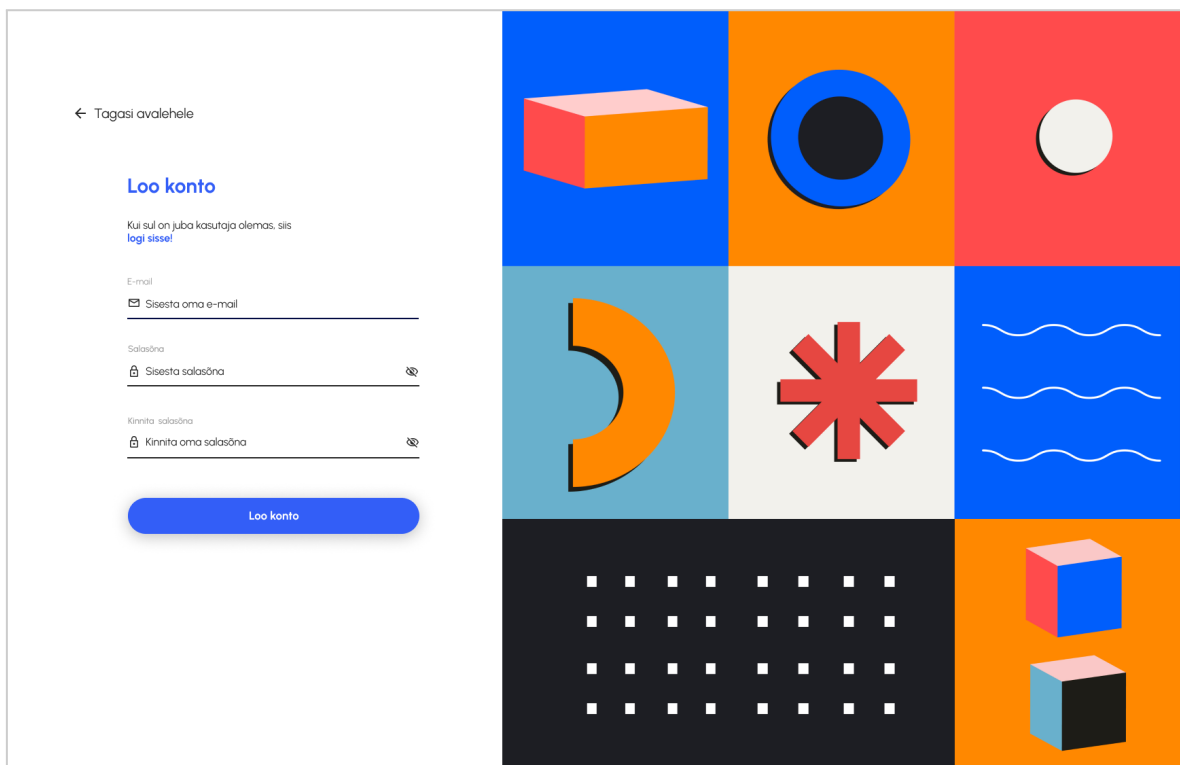 Tagasi avalehele
Loo konto
Kui sul on juba kasutaja olemas, siis
logi sisse!
E-mail
Sisesta oma e-mail
Salasõna
Sisesta salasõna
Kinnita salasõna
Kinnita oma salasõna
Loo konto